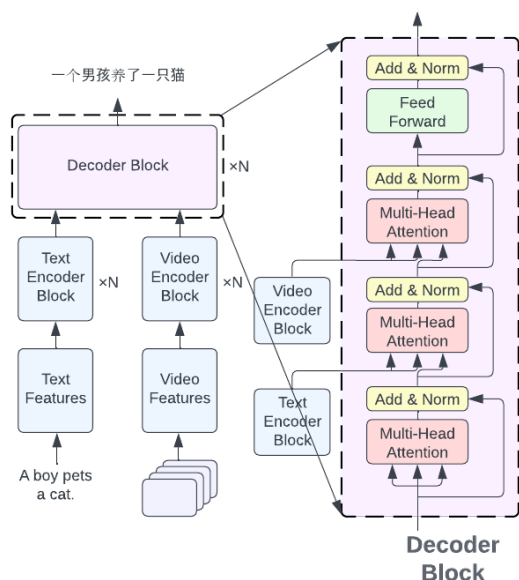 一个男孩养了一只猫
Decoder Block
×N
Text
Encoder
Block
×N
Video
Encoder
Block
×N
Text
Features
Video
Features
A boy pets
a cat.
Add & Norm
Feed
Forward
Add & Norm
Multi-Head
Attention
Video
Encoder
Block
Add & Norm
Multi-Head
Attention
Text
Encoder
Block
Add & Norm
Multi-Head
Attention
Decoder
Block